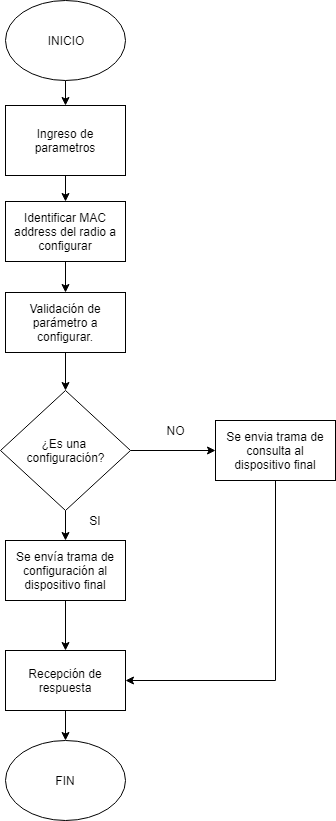 INICIO
Ingreso de
parametros
Identificar MAC
address del radio a
configurar
Validación de
parámetro a
configurar.
¿Es una
configuración?
NO
Se envia trama de
consulta al
dispositivo final
SI
Se envía trama de
configuración al
dispositivo final
Recepción de
respuesta
FIN